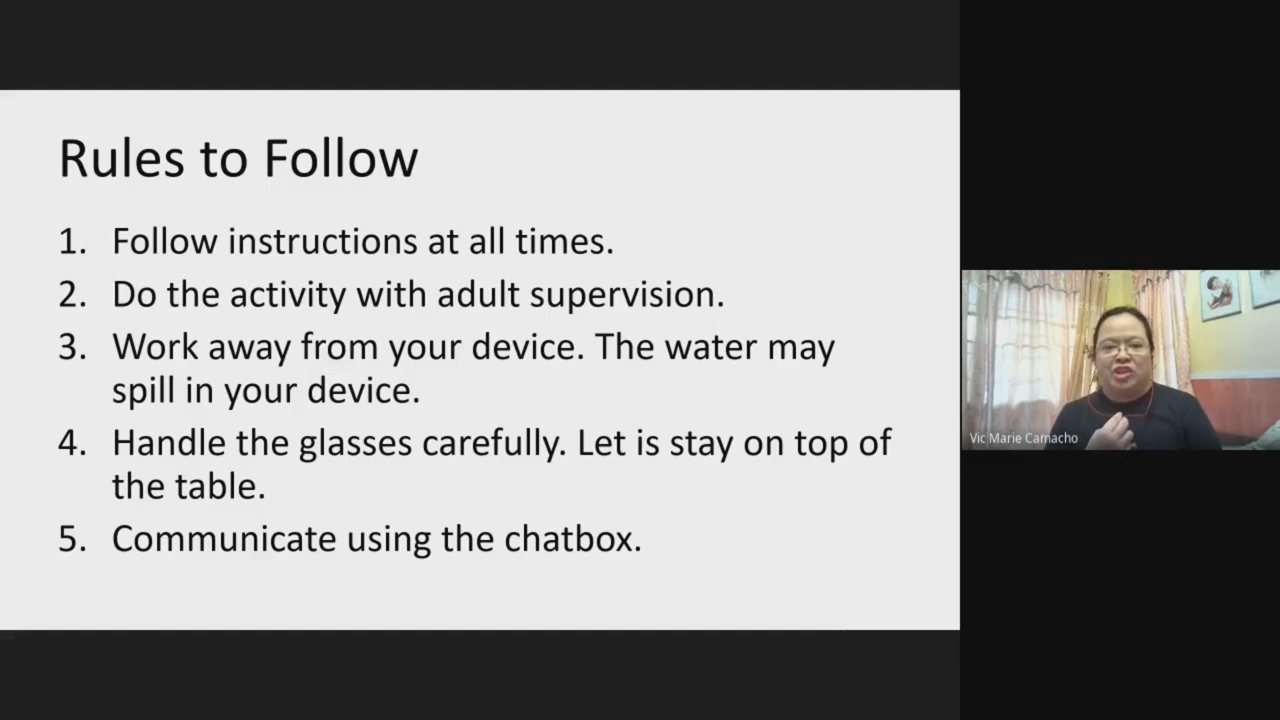 Rules to Follow
1. Follow instructions at all times.
2. Do the activity with adult supervision.
3. Work away from your device. The water may
spill in your device.
4. Handle the glasses carefully. Let is stay on top of
the table.
5. Communicate using the chatbox.
Vic Marie Camacho